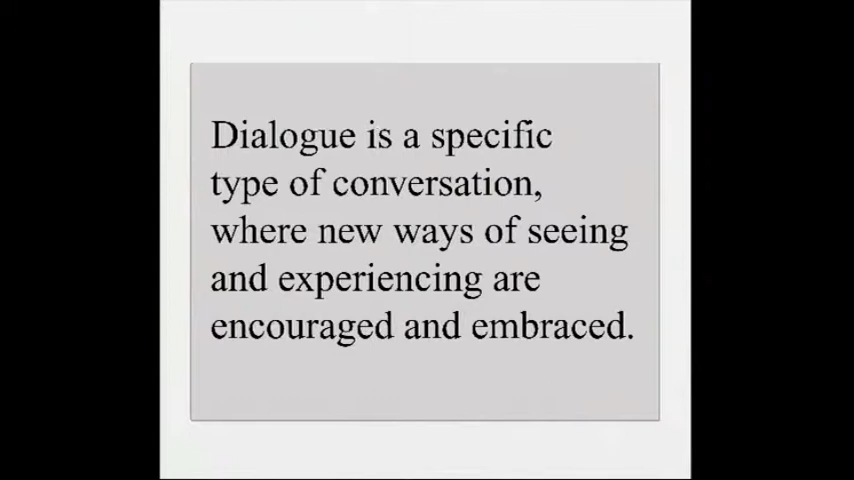 Dialogue is a specific
type of conversation,
where new ways of seeing
and experiencing are
encouraged and embraced.